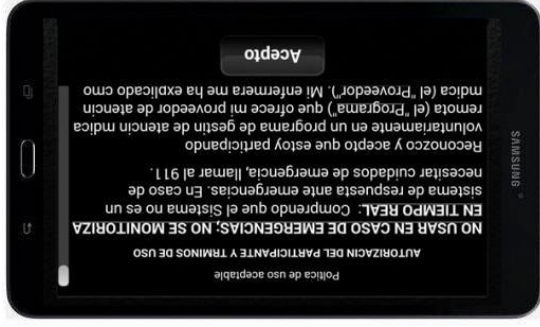 Política de uso aceptable
AUTORIZACIN DEL PARTICIPANTE Y TRMINOS DE USO
NO USAR EN CASO DE EMERGENCIAS; NO SE MONITORIZA
EN TIEMPO REAL: Comprendo que el Sistema no es un
sistema de respuesta ante emergencias. En caso de
necesitar cuidados de emergencia, llamar al 911.
Reconozco y acepto que estoy participando
voluntariamente en un programa de gestin de atencin mdica
remota (el "Programa") que ofrece mi proveedor de atencin
mdica (el "Proveedor"). Mi enfermera me ha explicado cmo
Acepto
SAMSUNG